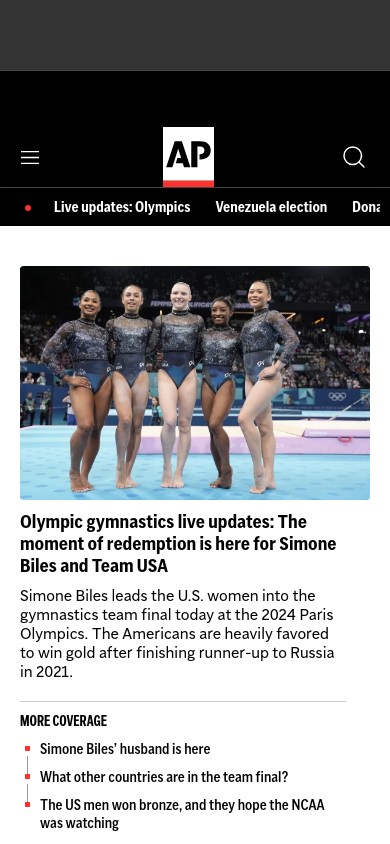 AP
Live updates: Olympics Venezuela election Dona
Olympic gymnastics live updates: The
moment of redemption is here for Simone
Biles and Team USA
Simone Biles leads the U.S. women into the
gymnastics team final today at the 2024 Paris
Olympics. The Americans are heavily favored
to win gold after finishing runner-up to Russia
in 2021.
MORE COVERAGE
Simone Biles' husband is here
What other countries are in the team final?
The US men won bronze, and they hope the NCAA
was watching